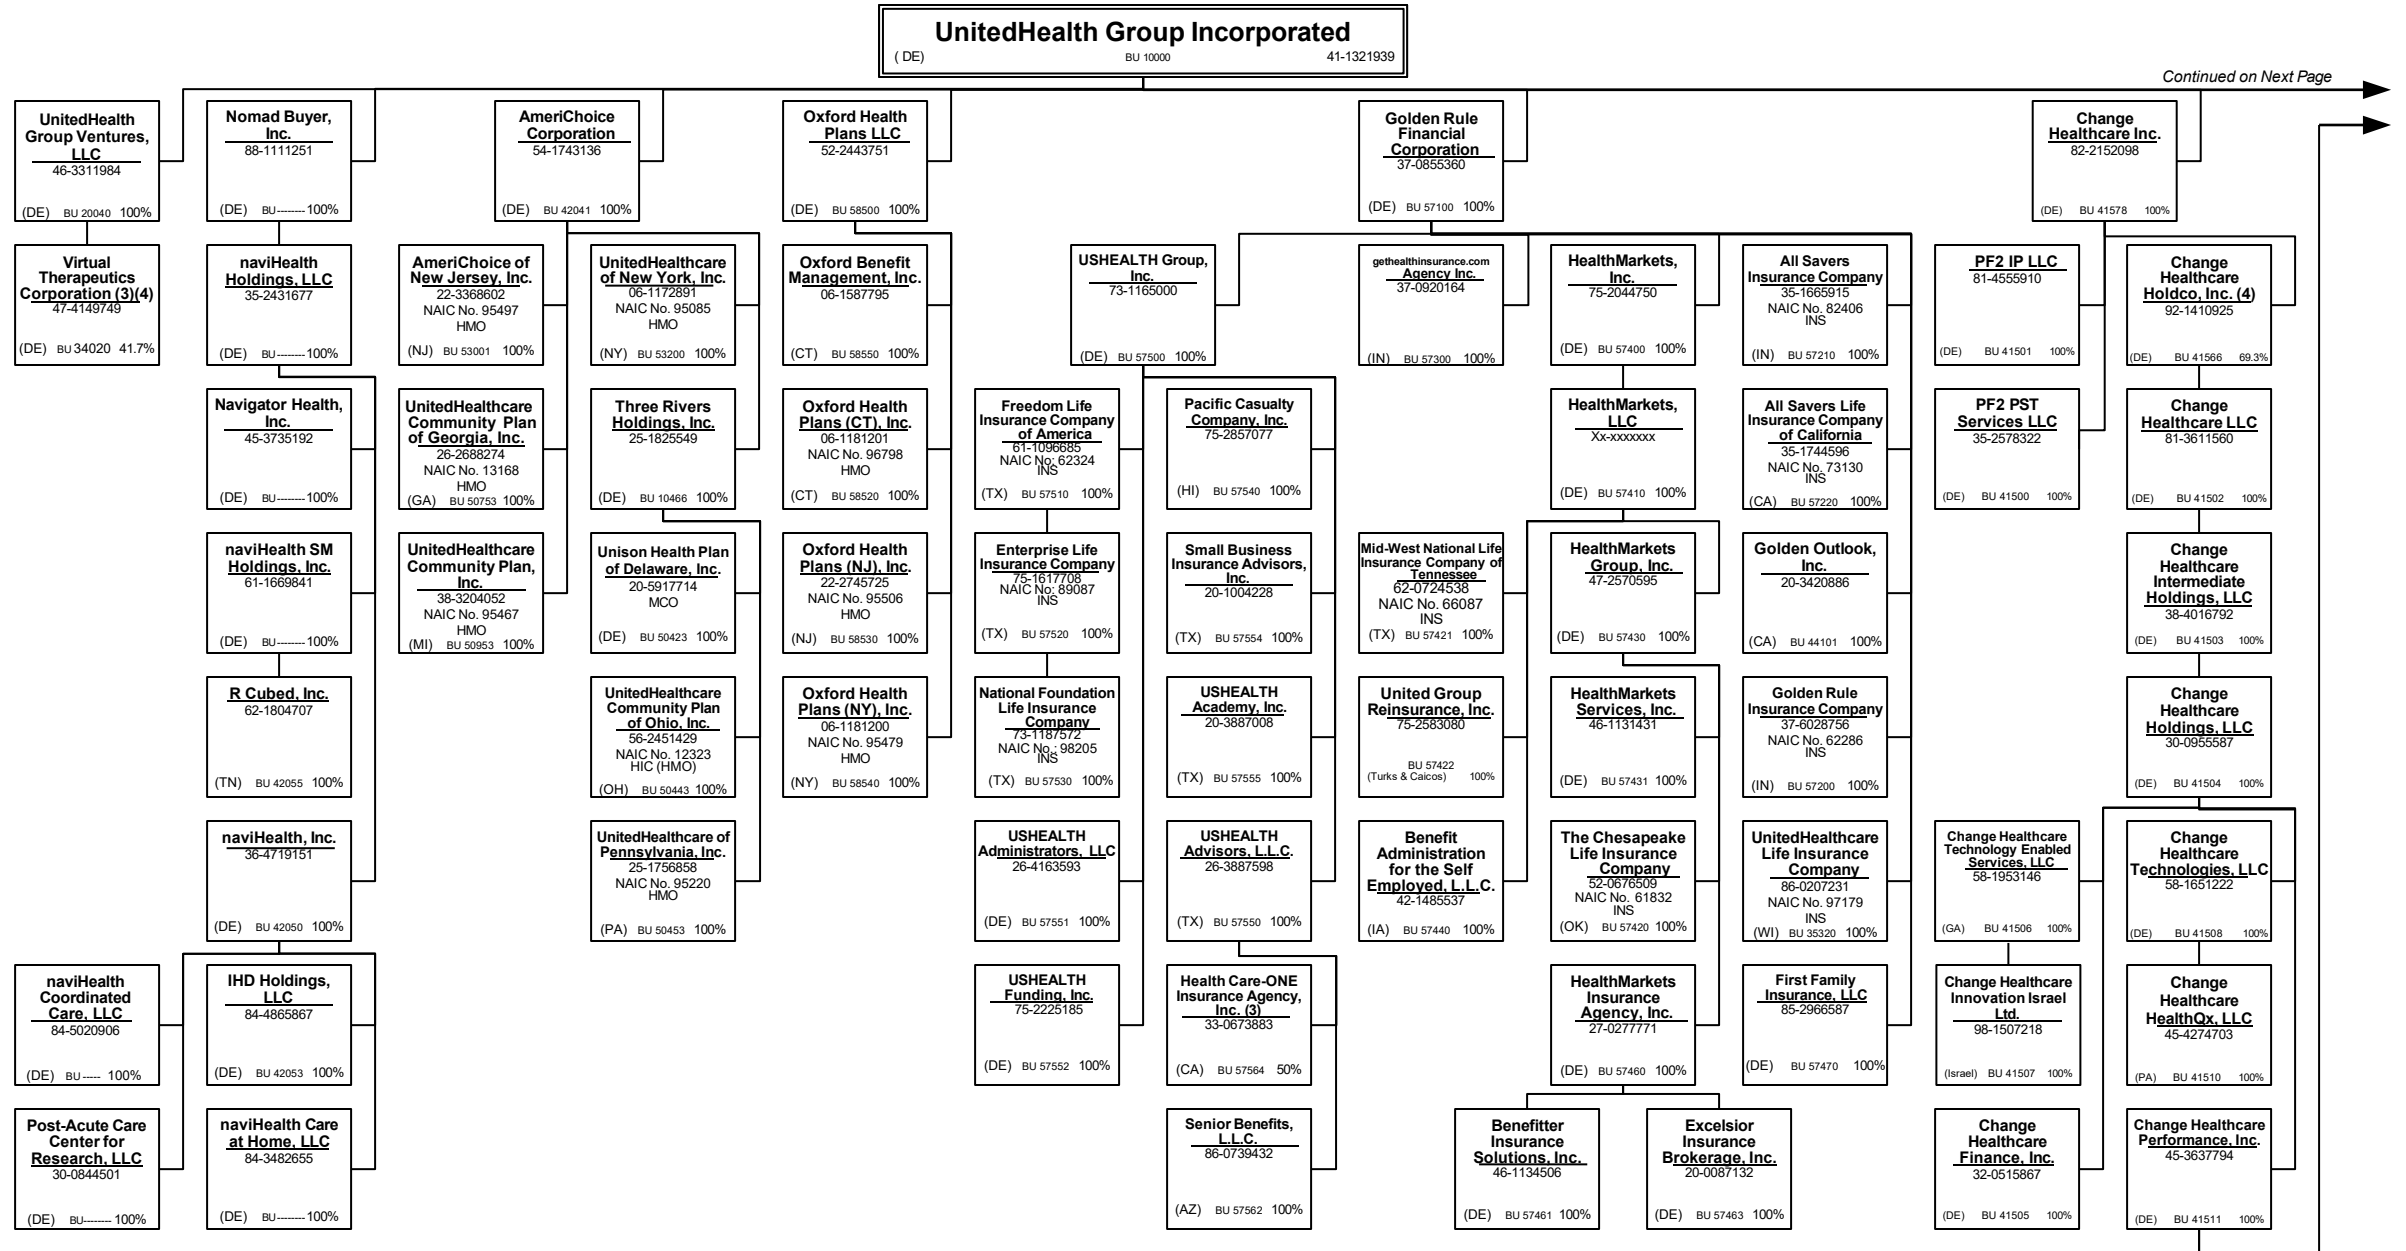 UnitedHealth Group Incorporated
( DE) BU 10000 41-1321939
Continued on Next Page
UnitedHealth
Group Ventures,
LLC
46-3311984
(DE) BU 20040 100%
Nomad Buyer,
Inc.
88-1111251
(DE) BU-------- 100%
AmeriChoice
Corporation
54-1743136
(DE) BU 42041 100%
Oxford Health
Plans LLC
52-2443751
(DE) BU 58500 100%
Golden Rule
Financial
Corporation
37-0855360
(DE) BU 57100 100%
Change
Healthcare Inc.
82-2152098
(DE) BU 41578 100%
Virtual
Therapeutics
Corporation (3)(4)
47-4149749
(DE) BU 34020 41.7%
naviHealth
Holdings, LLC
35-2431677
(DE) BU-------- 100%
AmeriChoice of
New Jersey, Inc.
22-3368602
NAIC No. 95497
HMO
(NJ) BU 53001 100%
UnitedHealthcare
of New York, Inc.
06-1172891
NAIC No. 95085
HMO
(NY) BU 53200 100%
Oxford Benefit
Management, Inc.
06-1587795
(CT) BU 58550 100%
USHEALTH Group,
Inc.
73-1165000
(DE) BU 57500 100%
gethealthinsurance.com
Agency Inc.
37-0920164
(IN) BU 57300 100%
HealthMarkets,
Inc.
75-2044750
(DE) BU 57400 100%
All Savers
Insurance Company
35-1665915
NAIC No. 82406
INS
(IN) BU 57210 100%
PF2 IP LLC
81-4555910
(DE) BU 41501 100%
Change
Healthcare
Holdco, Inc. (4)
92-1410925
(DE) BU 41566 69.3%
Navigator Health,
Inc.
45-3735192
(DE) BU-------- 100%
UnitedHealthcare
Community Plan
of Georgia, Inc.
26-2688274
NAIC No. 13168
HMO
(GA) BU 50753 100%
Three Rivers
Holdings, Inc.
25-1825549
(DE) BU 10466 100%
Oxford Health
Plans (CT), Inc.
06-1181201
NAIC No. 96798
HMO
(CT) BU 58520 100%
Freedom Life
Insurance Company
of America
61-1096685
NAIC No: 62324
INS
(TX) BU 57510 100%
Pacific Casualty
Company, Inc.
75-2857077
(HI) BU 57540 100%
HealthMarkets,
LLC
Xx-xxxxxxx
(DE) BU 57410 100%
All Savers Life
Insurance Company
of California
35-1744596
NAIC No. 73130
INS
(CA) BU 57220 100%
PF2 PST
Services LLC
35-2578322
(DE) BU 41500 100%
Change
Healthcare LLC
81-3611560
(DE) BU 41502 100%
naviHealth SM
Holdings, Inc.
61-1669841
(DE) BU-------- 100%
UnitedHealthcare
Community Plan,
Inc.
38-3204052
NAIC No. 95467
HMO
(MI) BU 50953 100%
Unison Health Plan
of Delaware, Inc.
20-5917714
MCO
(DE) BU 50423 100%
Oxford Health
Plans (NJ), Inc.
22-2745725
NAIC No. 95506
HMO
(NJ) BU 58530 100%
Enterprise Life
Insurance Company
75-1617708
NAIC No: 89087
INS
(TX) BU 57520 100%
Small Business
Insurance Advisors,
Inc.
20-1004228
(TX) BU 57554 100%
Mid-West National Life
Insurance Company of
Tennessee
62-0724538
NAIC No. 66087
INS
(TX) BU 57421 100%
HealthMarkets
Group, Inc.
47-2570595
(DE) BU 57430 100%
Golden Outlook,
Inc.
20-3420886
(CA) BU 44101 100%
Change
Healthcare
Intermediate
Holdings, LLC
38-4016792
(DE) BU 41503 100%
R Cubed, Inc.
62-1804707
(TN) BU 42055 100%
UnitedHealthcare
Community Plan
of Ohio, Inc.
56-2451429
NAIC No. 12323
HIC (HMO)
(OH) BU 50443 100%
Oxford Health
Plans (NY), Inc.
06-1181200
NAIC No. 95479
HMO
(NY) BU 58540 100%
National Foundation
Life Insurance
Company
73-1187572
NAIC No.: 98205
INS
(TX) BU 57530 100%
USHEALTH
Academy, Inc.
20-3887008
(TX) BU 57555 100%
United Group
Reinsurance, Inc.
75-2583080
BU 57422
(Turks & Caicos) 100%
HealthMarkets
Services, Inc.
46-1131431
(DE) BU 57431 100%
Golden Rule
Insurance Company
37-6028756
NAIC No. 62286
INS
(IN) BU 57200 100%
Change
Healthcare
Holdings, LLC
30-0955587
(DE) BU 41504 100%
naviHealth, Inc.
36-4719151
(DE) BU 42050 100%
UnitedHealthcare of
Pennsylvania, Inc.
25-1756858
NAIC No. 95220
HMO
(PA) BU 50453 100%
USHEALTH
Administrators, LLC
26-4163593
(DE) BU 57551 100%
USHEALTH
Advisors, L.L.C.
26-3887598
(TX) BU 57550 100%
Benefit
Administration
for the Self
Employed, L.L.C.
42-1485537
(IA) BU 57440 100%
The Chesapeake
Life Insurance
Company
52-0676509
NAIC No. 61832
INS
(OK) BU 57420 100%
UnitedHealthcare
Life Insurance
Company
86-0207231
NAIC No. 97179
INS
(WI) BU 35320 100%
Change Healthcare
Technology Enabled
Services, LLC
58-1953146
(GA) BU 41506 100%
Change
Healthcare
Technologies, LLC
58-1651222
(DE) BU 41508 100%
naviHealth
Coordinated
Care, LLC
84-5020906
(DE) BU ----- 100%
IHD Holdings,
LLC
84-4865867
(DE) BU 42053 100%
USHEALTH
Funding, Inc.
75-2225185
(DE) BU 57552 100%
Health Care-ONE
Insurance Agency,
Inc. (3)
33-0673883
(CA) BU 57564 50%
HealthMarkets
Insurance
Agency, Inc.
27-0277771
(DE) BU 57460 100%
First Family
Insurance, LLC
85-2966587
(DE) BU 57470 100%
Change Healthcare
Innovation Israel
Ltd.
98-1507218
(Israel) BU 41507 100%
Change
Healthcare
HealthQx, LLC
45-4274703
(PA) BU 41510 100%
Post-Acute Care
Center for
Research, LLC
30-0844501
(DE) BU-------- 100%
naviHealth Care
at Home, LLC
84-3482655
(DE) BU-------- 100%
Senior Benefits,
L.L.C.
86-0739432
(AZ) BU 57562 100%
Benefitter
Insurance
Solutions, Inc.
46-1134506
(DE) BU 57461 100%
Excelsior
Insurance
Brokerage, Inc.
20-0087132
(DE) BU 57463 100%
Change
Healthcare
Finance, Inc.
32-0515867
(DE) BU 41505 100%
Change Healthcare
Performance, Inc.
45-3637794
(DE) BU 41511 100%